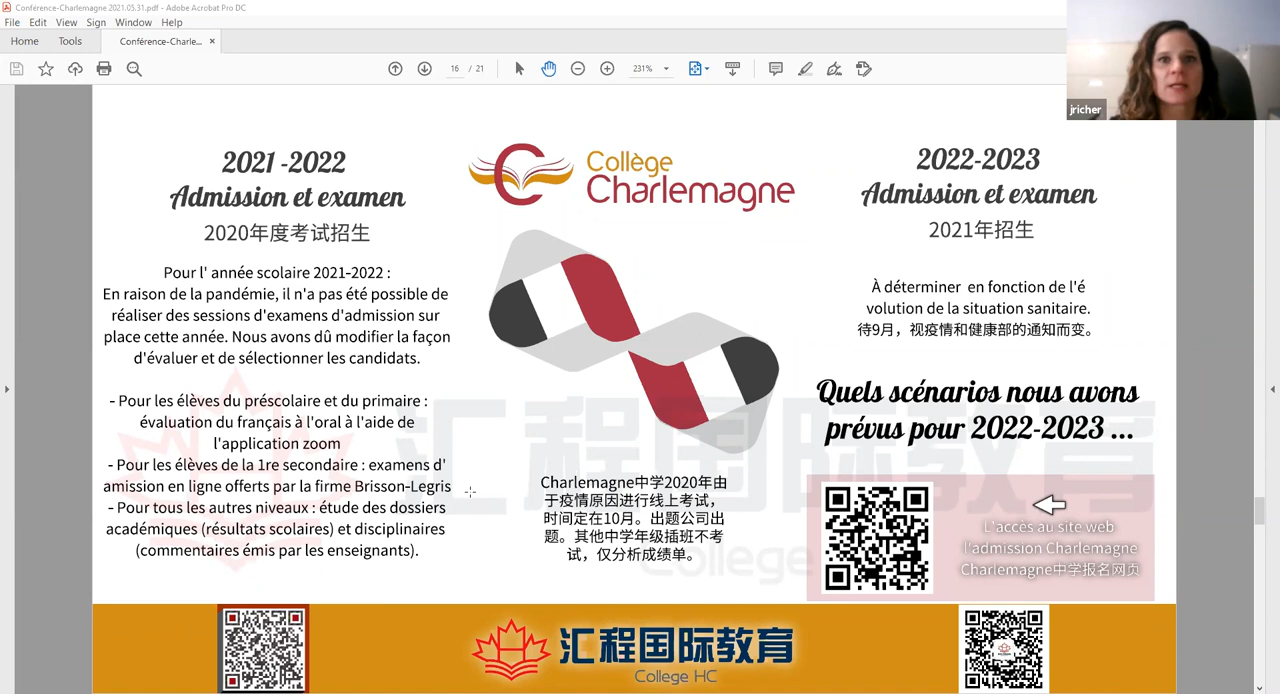 Conférence-Charlemagne 2021.05.31.pdf - Adobe Acrobat Pro DC
File Edit View Sign Window Help
Home Tools Conférence-Charle... ×
16 / 21 231%
jricher
2021 -2022
Admission et examen
2020年度考试招生
Pour l' année scolaire 2021-2022 :
En raison de la pandémie, il n'a pas été possible de
réaliser des sessions d'examens d'admission sur
place cette année. Nous avons dû modifier la façon
d'évaluer et de sélectionner les candidats.
- Pour les élèves du préscolaire et du primaire :
évaluation du français à l'oral à l'aide de
l'application zoom
- Pour les élèves de la 1re secondaire : examens d'
amission en ligne offerts par la firme Brisson-Legris
- Pour tous les autres niveaux : étude des dossiers
académiques (résultats scolaires) et disciplinaires
(commentaires émis par les enseignants).
Collège
Charlemagne
Charlemagne中学2020年由
于疫情原因进行线上考试，
时间定在10月。出题公司出
题。其他中学年级插班不考
试，仅分析成绩单。
2022-2023
Admission et examen
2021年招生
À déterminer en fonction de l'é
volution de la situation sanitaire.
待9月，视疫情和健康部的通知而变。
Quels scénarios nous avons
prévus pour 2022-2023 ...
L'accès au site web
l'admission Charlemagne
Charlemagne中学报名网页
汇程国际教育
College
汇程国际教育
College HC